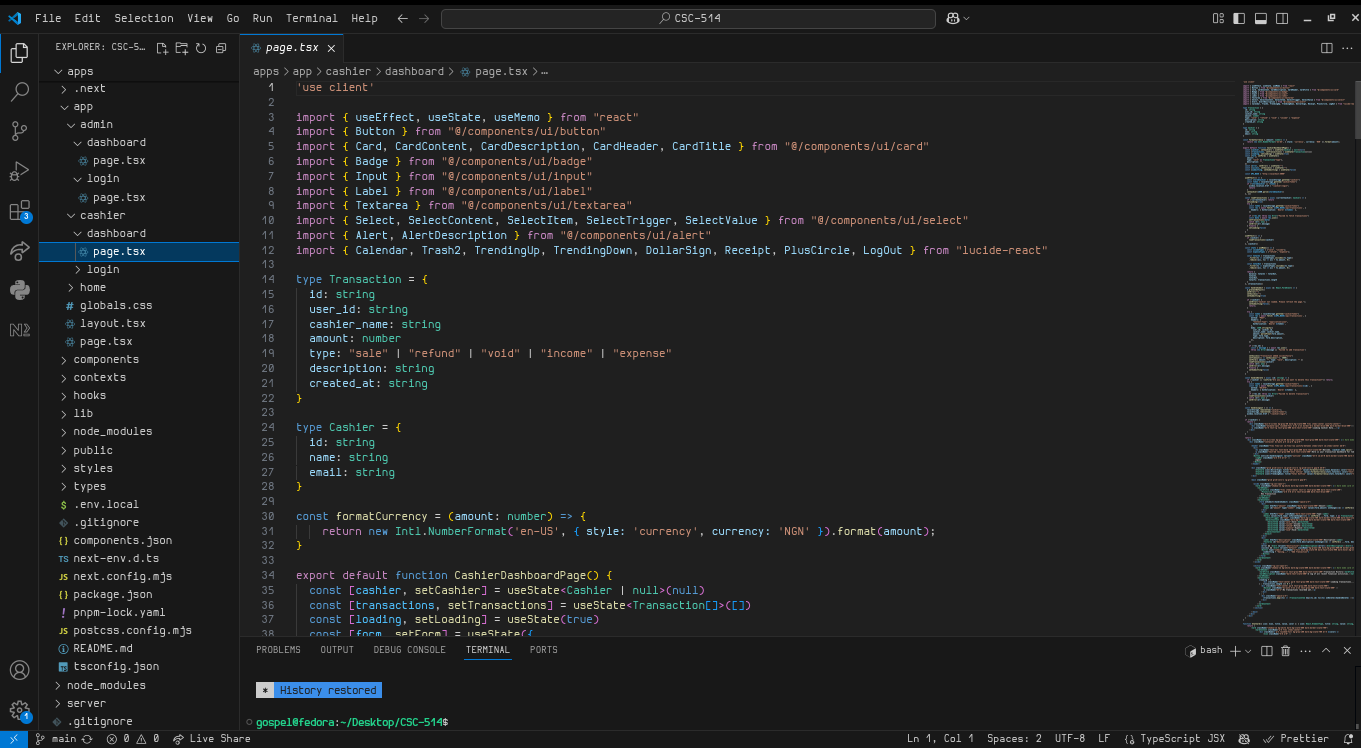 File Edit Selection View Go Run Terminal Help CSC-514
EXPLORER: CSC-5...
apps
.next
app
admin
dashboard
page.tsx
login
page.tsx
cashier
dashboard
page.tsx
login
home
globals.css
layout.tsx
page.tsx
components
contexts
hooks
lib
node_modules
public
styles
types
.env.local
.gitignore
components.json
next-env.d.ts
next.config.mjs
package.json
pnpm-lock.yaml
postcss.config.mjs
README.md
tsconfig.json
node_modules
server
.gitignore
3
1
page.tsx
apps > app > cashier > dashboard > page.tsx > ...
1 'use client'
2
3 import { useEffect, useState, useMemo } from "react"
4 import { Button } from "@/components/ui/button"
5 import { Card, CardContent, CardDescription, CardHeader, CardTitle } from "@/components/ui/card"
6 import { Badge } from "@/components/ui/badge"
7 import { Input } from "@/components/ui/input"
8 import { Label } from "@/components/ui/label"
9 import { Textarea } from "@/components/ui/textarea"
10 import { Select, SelectContent, SelectItem, SelectTrigger, SelectValue } from "@/components/ui/select"
11 import { Alert, AlertDescription } from "@/components/ui/alert"
12 import { Calendar, Trash2, TrendingUp, TrendingDown, DollarSign, Receipt, PlusCircle, LogOut } from "lucide-react"
13
14 type Transaction = {
15 id: string
16 user_id: string
17 cashier_name: string
18 amount: number
19 type: "sale" | "refund" | "void" | "income" | "expense"
20 description: string
21 created_at: string
22 }
23
24 type Cashier = {
25 id: string
26 name: string
27 email: string
28 }
29
30 const formatCurrency = (amount: number) => {
31 return new Intl.NumberFormat('en-US', { style: 'currency', currency: 'NGN' }).format(amount);
32 }
33
34 export default function CashierDashboardPage() {
35 const [cashier, setCashier] = useState<Cashier | null>(null)
36 const [transactions, setTransactions] = useState<Transaction[]>([])
37 const [loading, setLoading] = useState(true)
38 const [form, setForm] = useState({
PROBLEMS OUTPUT DEBUG CONSOLE TERMINAL PORTS bash
* History restored
gospel@fedora:~/Desktop/CSC-514$
main 0 0 Live Share Ln 1, Col 1 Spaces: 2 UTF-8 LF {} TypeScript JSX Prettier